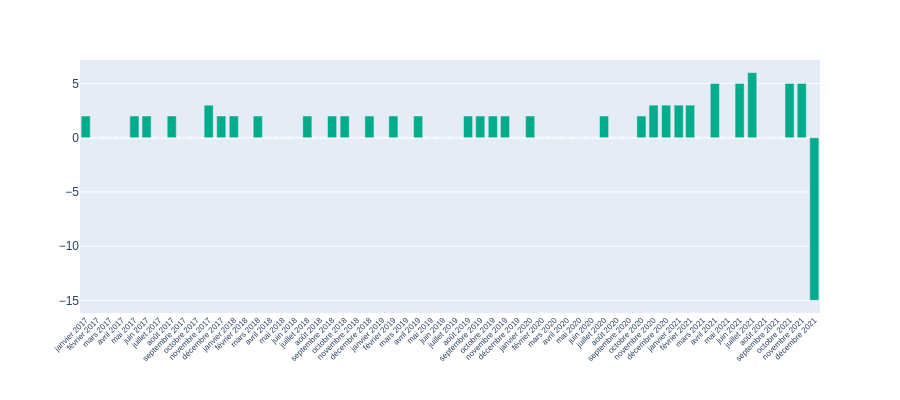 5
0
−5
−10
−15
janvier 2017
février 2017
mars 2017
avril 2017
mai 2017
juin 2017
juillet 2017
août 2017
septembre 2017
octobre 2017
novembre 2017
décembre 2017
janvier 2018
février 2018
mars 2018
avril 2018
mai 2018
juin 2018
juillet 2018
août 2018
septembre 2018
octobre 2018
novembre 2018
décembre 2018
janvier 2019
février 2019
mars 2019
avril 2019
mai 2019
juin 2019
juillet 2019
août 2019
septembre 2019
octobre 2019
novembre 2019
décembre 2019
janvier 2020
février 2020
mars 2020
avril 2020
mai 2020
juin 2020
juillet 2020
août 2020
septembre 2020
octobre 2020
novembre 2020
décembre 2020
janvier 2021
février 2021
mars 2021
avril 2021
mai 2021
juin 2021
juillet 2021
août 2021
septembre 2021
octobre 2021
novembre 2021
décembre 2021